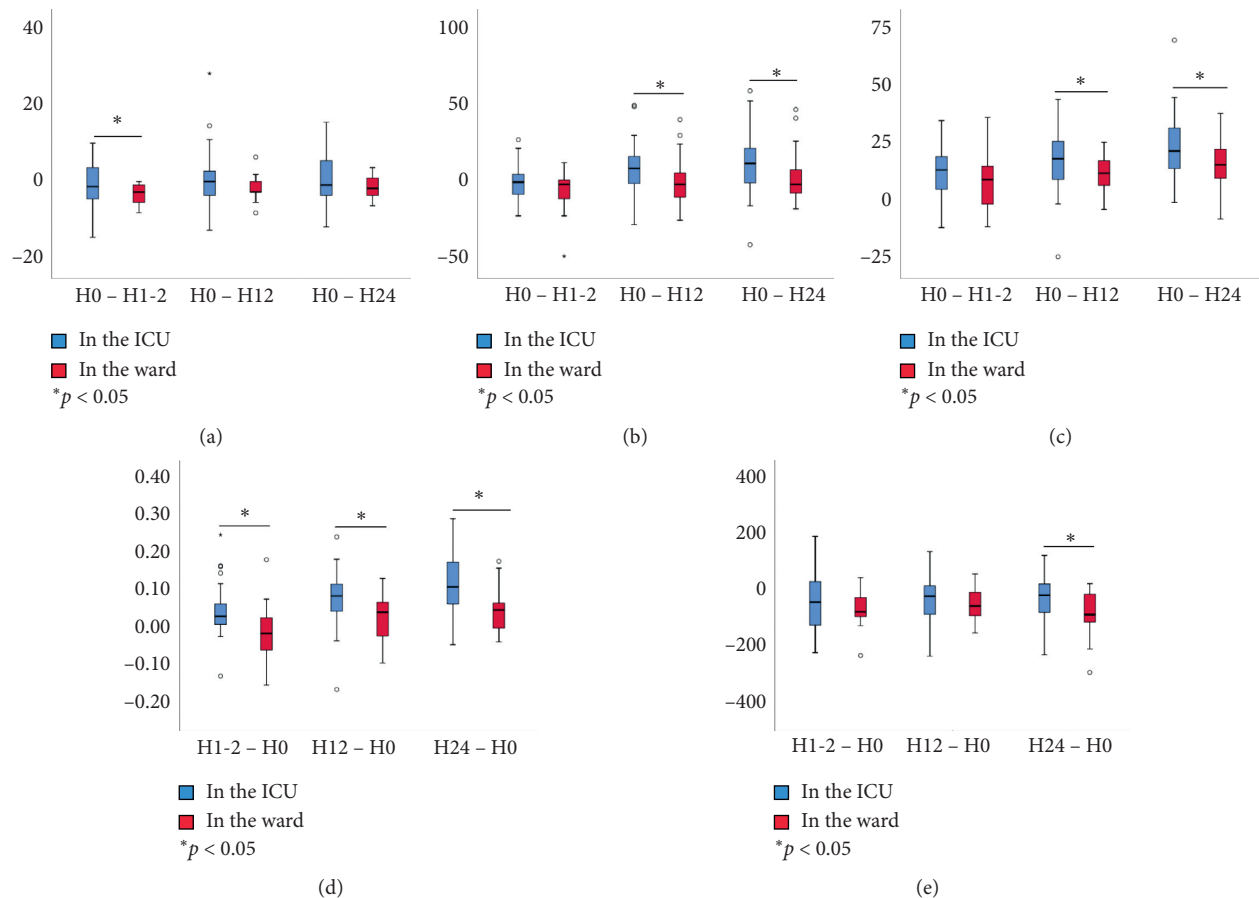 40
20
0
–20
*
H0 – H1-2
H0 – H12
H0 – H24
In the ICU
In the ward
*p < 0.05
(a)
100
50
0
–50
*
*
H0 – H1-2
H0 – H12
H0 – H24
In the ICU
In the ward
*p < 0.05
(b)
75
50
25
0
–25
*
*
H0 – H1-2
H0 – H12
H0 – H24
In the ICU
In the ward
*p < 0.05
(c)
0.40
0.30
0.20
0.10
0.00
–0.10
–0.20
*
*
*
H1-2 – H0
H12 – H0
H24 – H0
In the ICU
In the ward
*p < 0.05
(d)
400
200
0
–200
–400
*
H1-2 – H0
H12 – H0
H24 – H0
In the ICU
In the ward
*p < 0.05
(e)